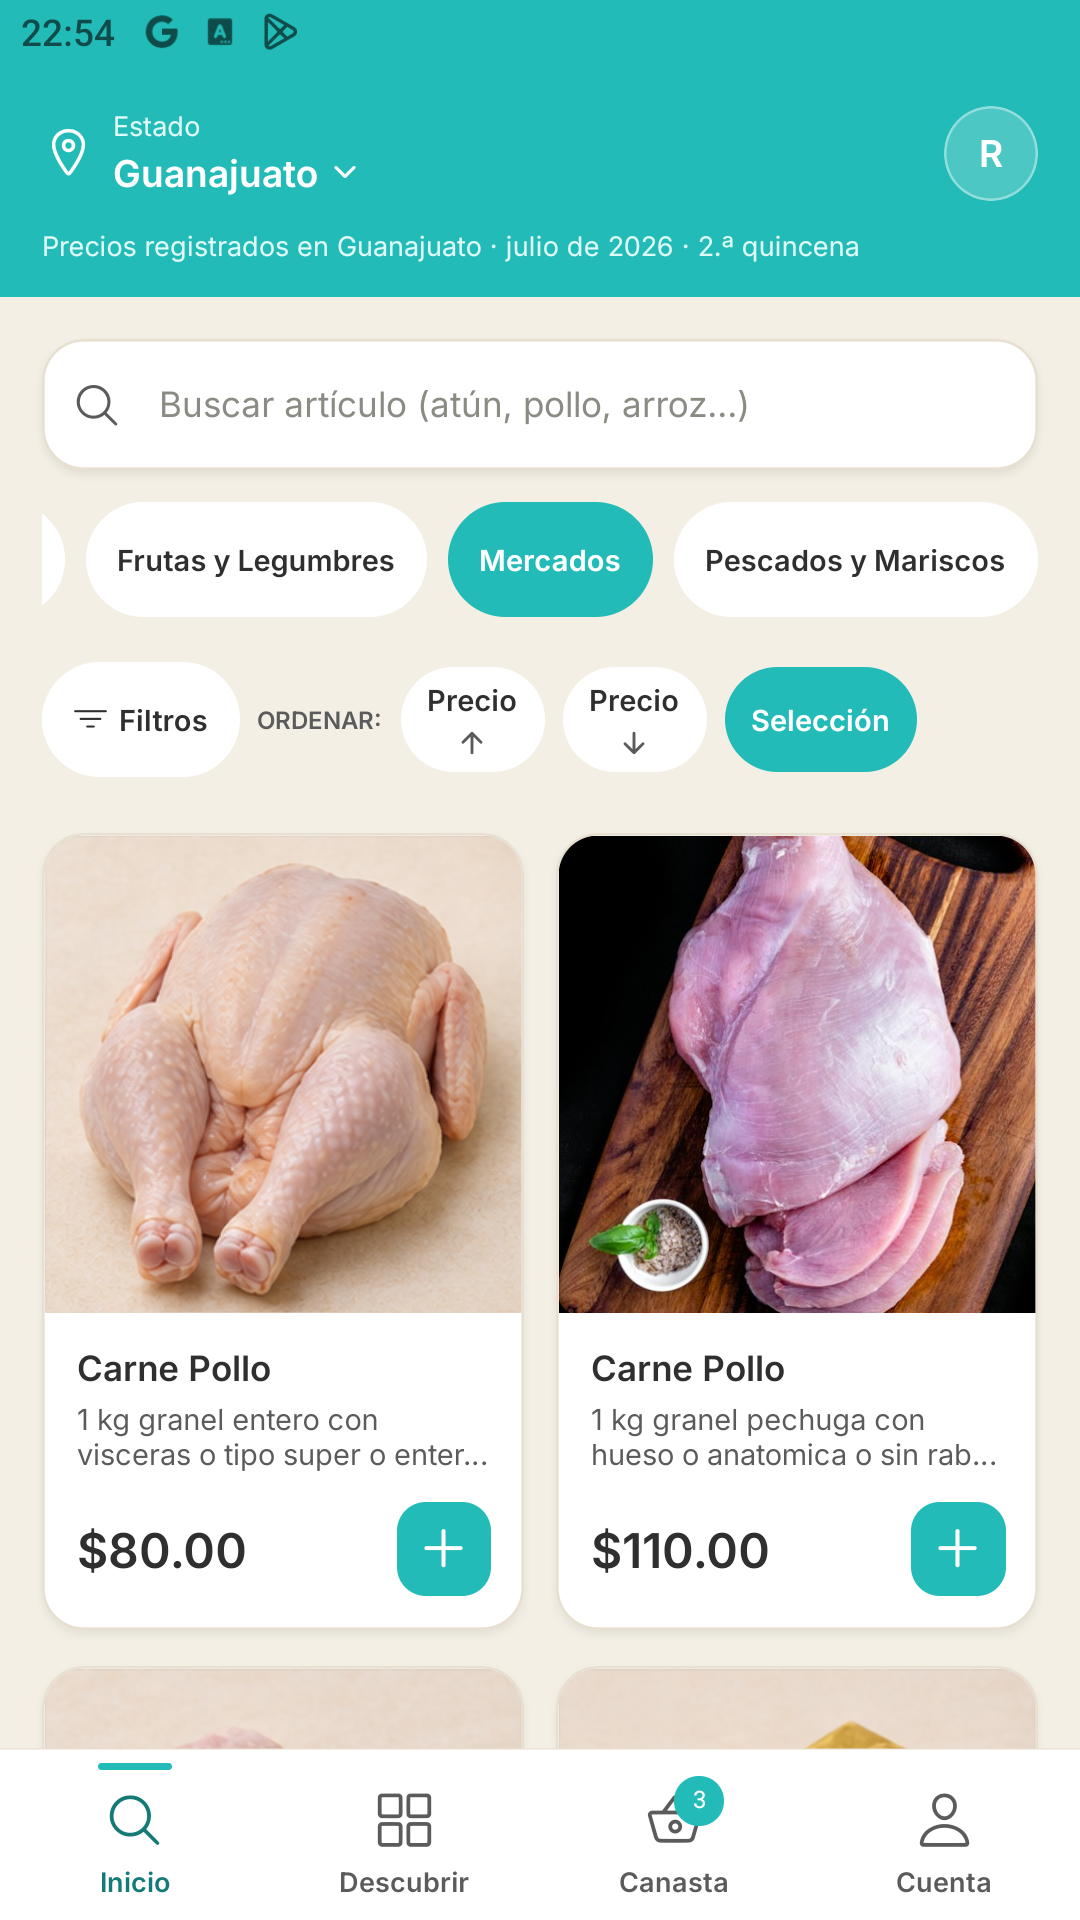 22:54
Estado
Guanajuato
R
Precios registrados en Guanajuato · julio de 2026 · 2.ª quincena
Buscar artículo (atún, pollo, arroz...)
Frutas y Legumbres
Mercados
Pescados y Mariscos
Filtros
ORDENAR:
Precio ↑
Precio ↓
Selección
Carne Pollo
1 kg granel entero con
visceras o tipo super o enter...
$80.00
Carne Pollo
1 kg granel pechuga con
hueso o anatomica o sin rab...
$110.00
Inicio
Descubrir
3
Canasta
Cuenta